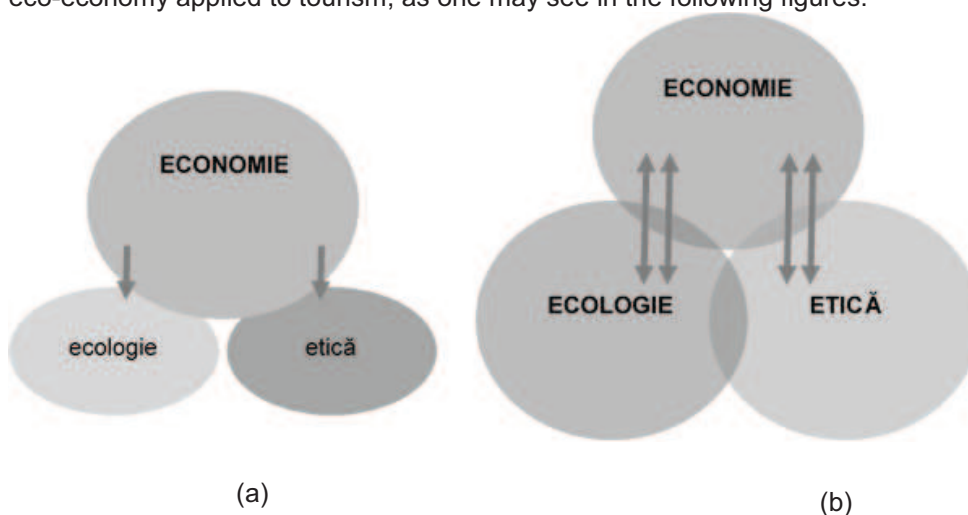 eco-economy applied to tourism, as one may see in the following figures:
ECONOMIE
ecologie
etică
(a)
ECONOMIE
ECOLOGIE
ETICĂ
(b)